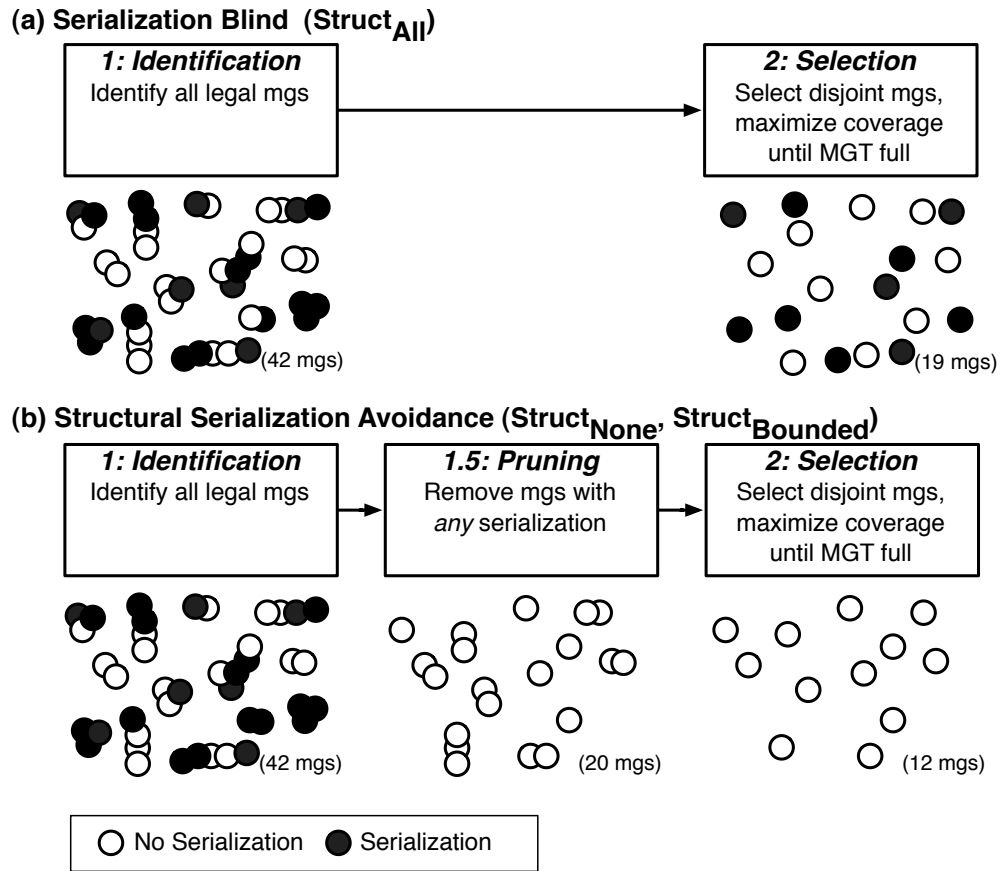 (a) Serialization Blind (Struct_All)
1: Identification
Identify all legal mgs
2: Selection
Select disjoint mgs,
maximize coverage
until MGT full
(42 mgs)
(19 mgs)
(b) Structural Serialization Avoidance (Struct_None, Struct_Bounded)
1: Identification
Identify all legal mgs
1.5: Pruning
Remove mgs with
any serialization
2: Selection
Select disjoint mgs,
maximize coverage
until MGT full
(42 mgs)
(20 mgs)
(12 mgs)
No Serialization
Serialization